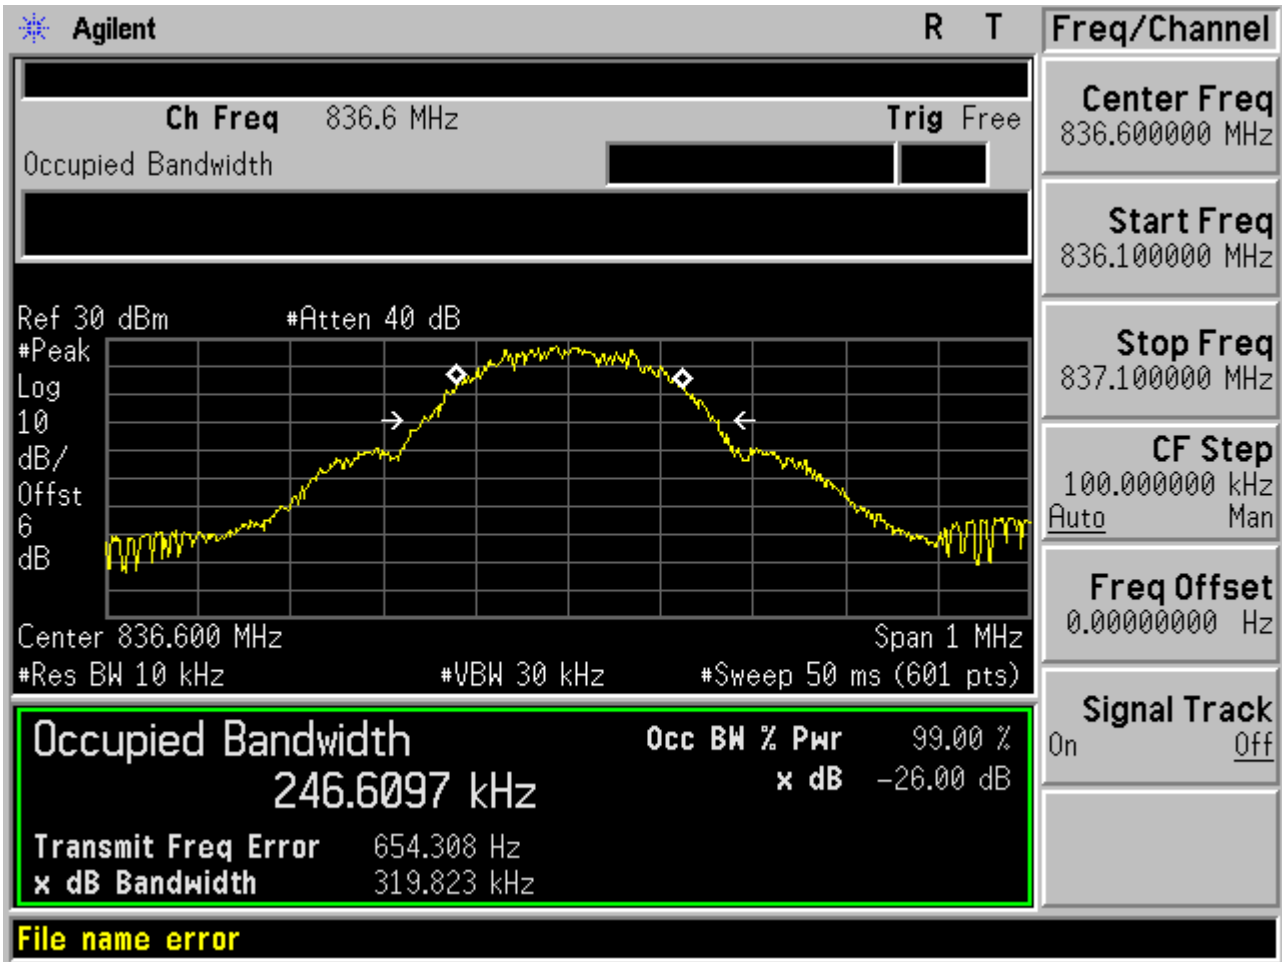 Agilent R T
Ch Freq 836.6 MHz Trig Free
Occupied Bandwidth
Ref 30 dBm #Atten 40 dB
#Peak
Log
10
dB/
Offst
6
dB
Center 836.600 MHz Span 1 MHz
#Res BW 10 kHz #VBW 30 kHz #Sweep 50 ms (601 pts)
Occupied Bandwidth
246.6097 kHz
Occ BW % Pwr 99.00 %
x dB -26.00 dB
Transmit Freq Error 654.308 Hz
x dB Bandwidth 319.823 kHz
File name error
Freq/Channel
Center Freq
836.600000 MHz
Start Freq
836.100000 MHz
Stop Freq
837.100000 MHz
CF Step
100.000000 kHz
Auto Man
Freq Offset
0.00000000 Hz
Signal Track
On Off